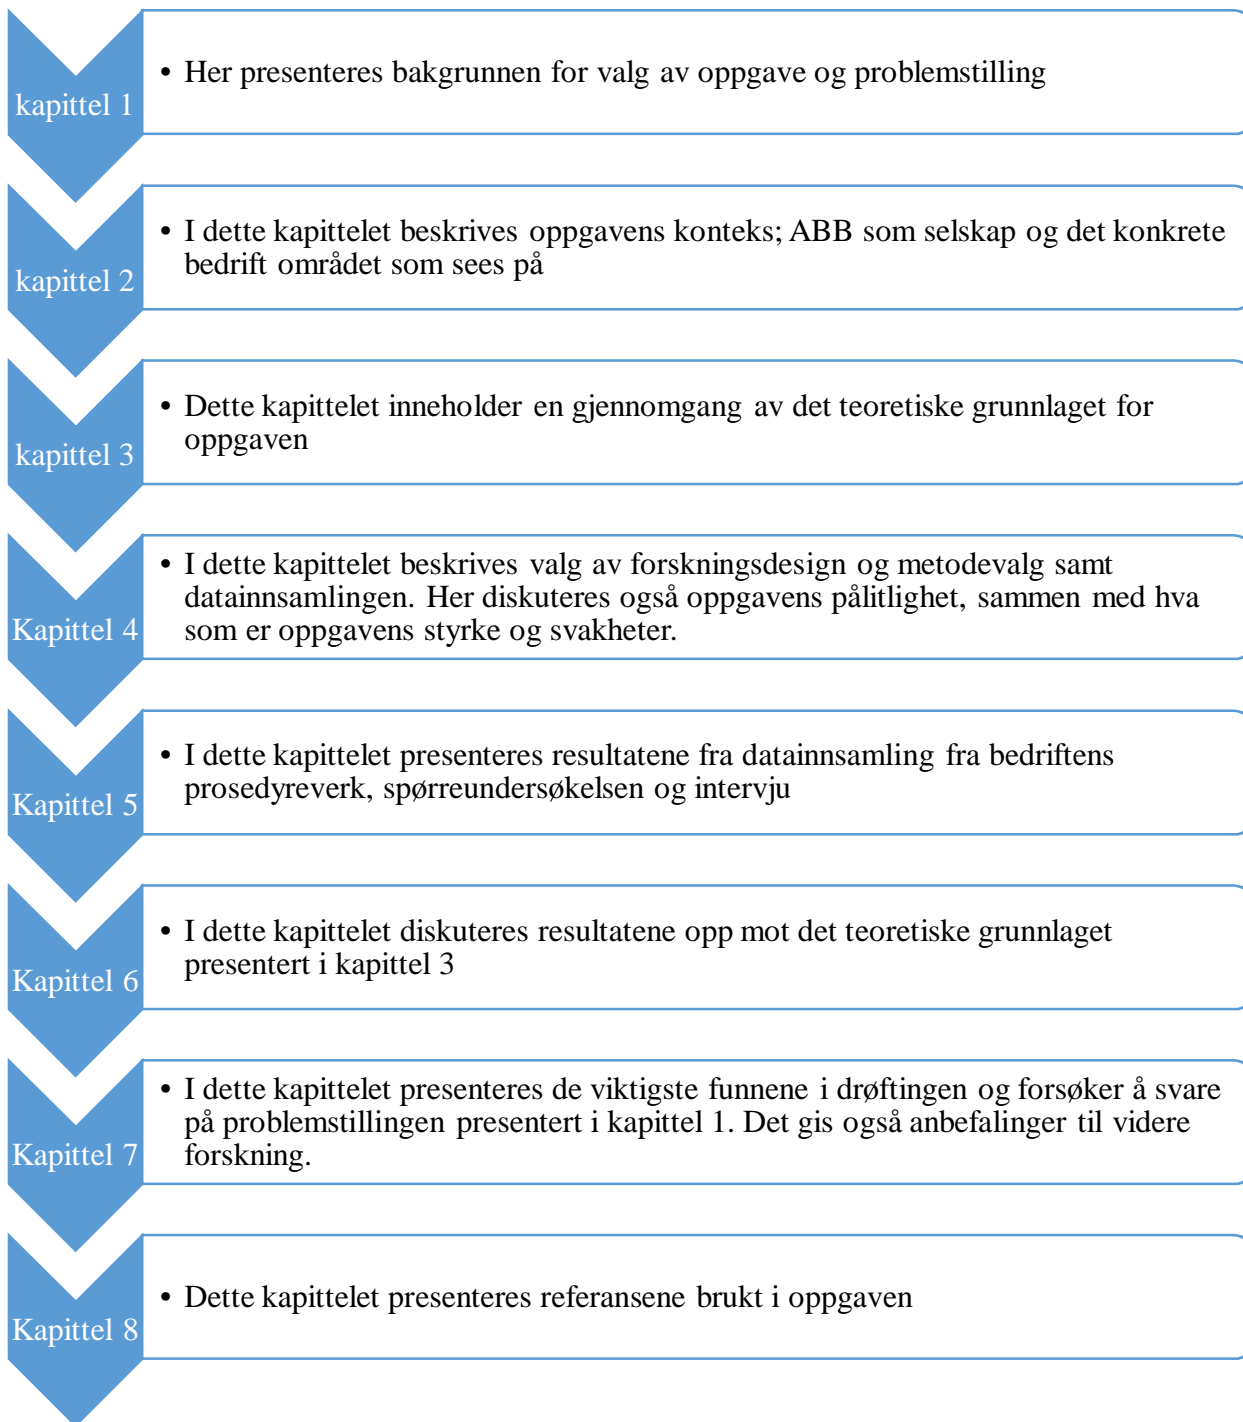 kapittel 1
• Her presenteres bakgrunnen for valg av oppgave og problemstilling
kapittel 2
• I dette kapittelet beskrives oppgavens konteks; ABB som selskap og det konkrete
bedrift området som sees på
kapittel 3
• Dette kapittelet inneholder en gjennomgang av det teoretiske grunnlaget for
oppgaven
Kapittel 4
• I dette kapittelet beskrives valg av forskningsdesign og metodevalg samt
datainnsamlingen. Her diskuteres også oppgavens pålitlighet, sammen med hva
som er oppgavens styrke og svakheter.
Kapittel 5
• I dette kapittelet presenteres resultatene fra datainnsamling fra bedriftens
prosedyreverk, spørreundersøkelsen og intervju
Kapittel 6
• I dette kapittelet diskuteres resultatene opp mot det teoretiske grunnlaget
presentert i kapittel 3
Kapittel 7
• I dette kapittelet presenteres de viktigste funnene i drøftingen og forsøker å svare
på problemstillingen presentert i kapittel 1. Det gis også anbefalinger til videre
forskning.
Kapittel 8
• Dette kapittelet presenteres referansene brukt i oppgaven